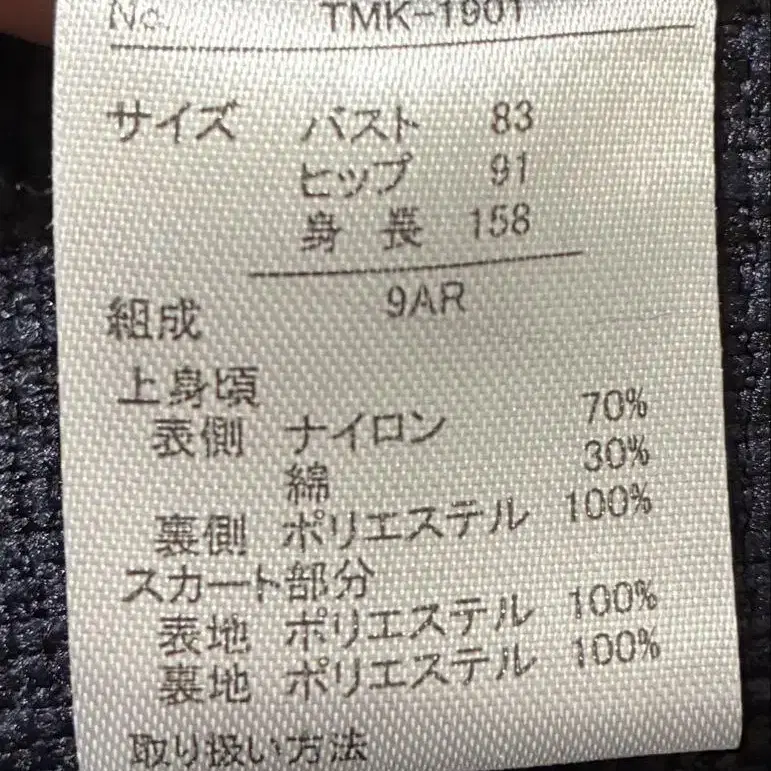 No. TMK-1901
サイズ バスト 83
ヒップ 91
身長 158
9AR
組成
上身頃
表側 ナイロン 70%
綿 30%
裏側 ポリエステル 100%
スカート部分
表地 ポリエステル 100%
裏地 ポリエステル 100%
取り扱い方法